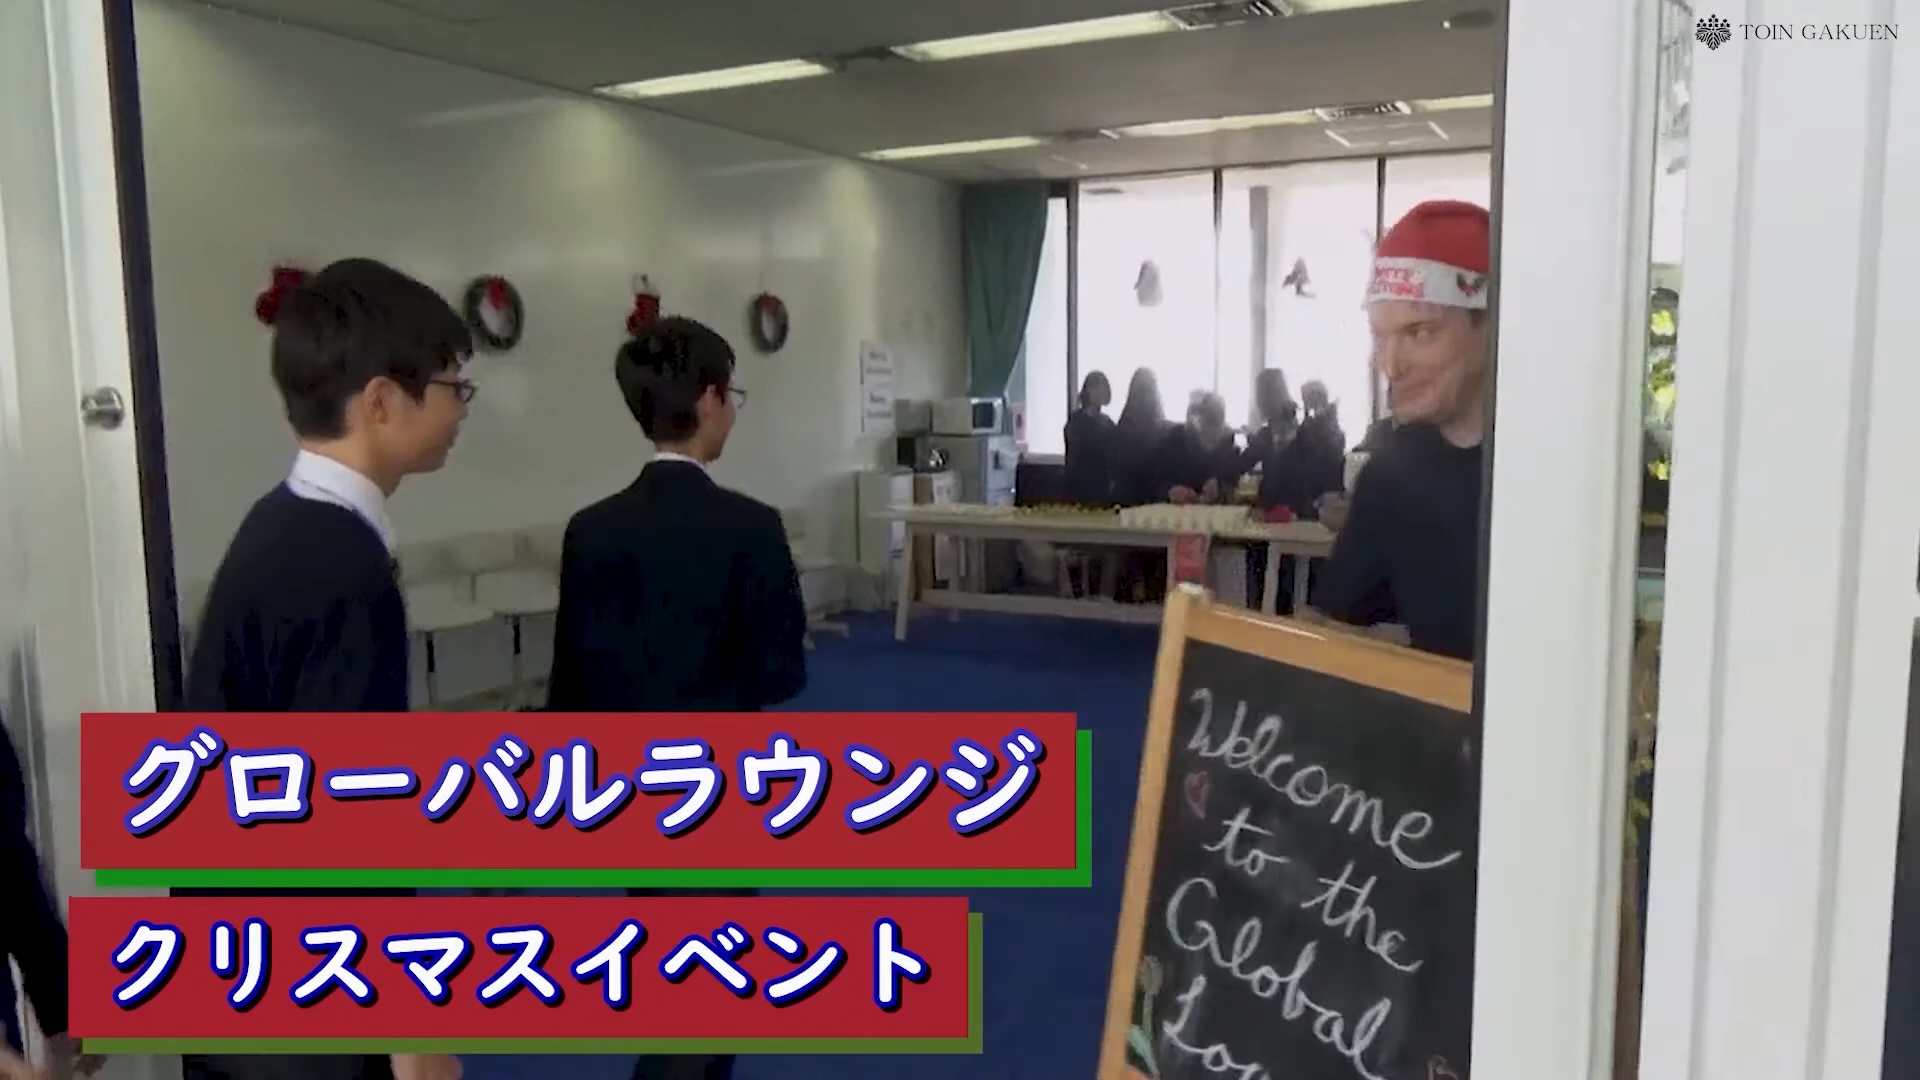 TOIN GAKUEN
Merry
グローバルラウンジ
クリスマスイベント
Welcome
to the
Global